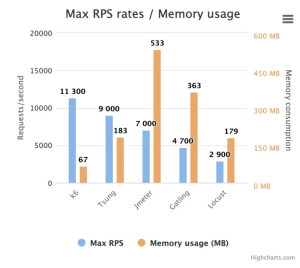 Max RPS rates / Memory usage
20000
15000
10000
5000
0
Requests/second
600 MB
450 MB
300 MB
150 MB
0 MB
Memory consumption
11 300
67
9 000
183
7 000
533
4 700
363
2 900
179
k6
Tsung
Jmeter
Gatling
Locust
Max RPS
Memory usage (MB)
Highcharts.com